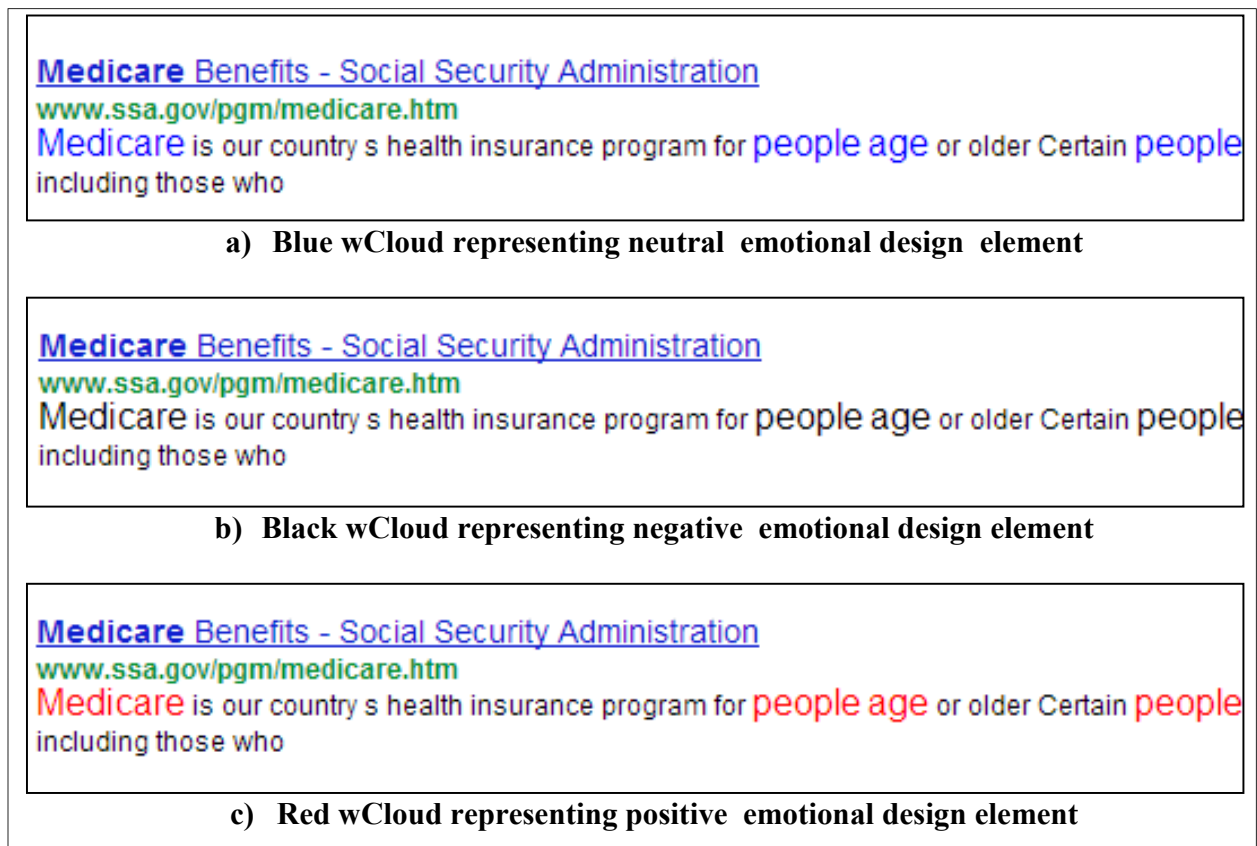 Medicare Benefits - Social Security Administration
www.ssa.gov/pgm/medicare.htm
Medicare is our country s health insurance program for people age or older Certain people
including those who
a) Blue wCloud representing neutral emotional design element
Medicare Benefits - Social Security Administration
www.ssa.gov/pgm/medicare.htm
Medicare is our country s health insurance program for people age or older Certain people
including those who
b) Black wCloud representing negative emotional design element
Medicare Benefits - Social Security Administration
www.ssa.gov/pgm/medicare.htm
Medicare is our country s health insurance program for people age or older Certain people
including those who
c) Red wCloud representing positive emotional design element